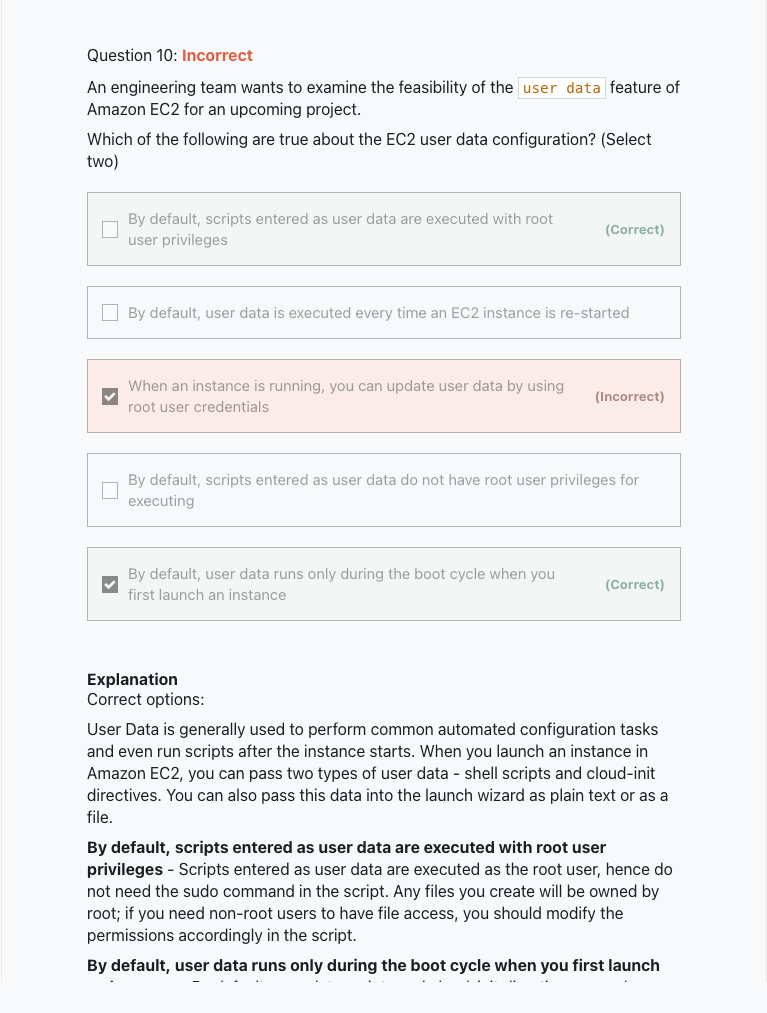 Question 10: Incorrect
An engineering team wants to examine the feasibility of the user data feature of
Amazon EC2 for an upcoming project.
Which of the following are true about the EC2 user data configuration? (Select
two)
By default, scripts entered as user data are executed with root
user privileges
(Correct)
By default, user data is executed every time an EC2 instance is re-started
When an instance is running, you can update user data by using
root user credentials
(Incorrect)
By default, scripts entered as user data do not have root user privileges for
executing
By default, user data runs only during the boot cycle when you
first launch an instance
(Correct)
Explanation
Correct options:
User Data is generally used to perform common automated configuration tasks
and even run scripts after the instance starts. When you launch an instance in
Amazon EC2, you can pass two types of user data - shell scripts and cloud-init
directives. You can also pass this data into the launch wizard as plain text or as a
file.
By default, scripts entered as user data are executed with root user
privileges - Scripts entered as user data are executed as the root user, hence do
not need the sudo command in the script. Any files you create will be owned by
root; if you need non-root users to have file access, you should modify the
permissions accordingly in the script.
By default, user data runs only during the boot cycle when you first launch